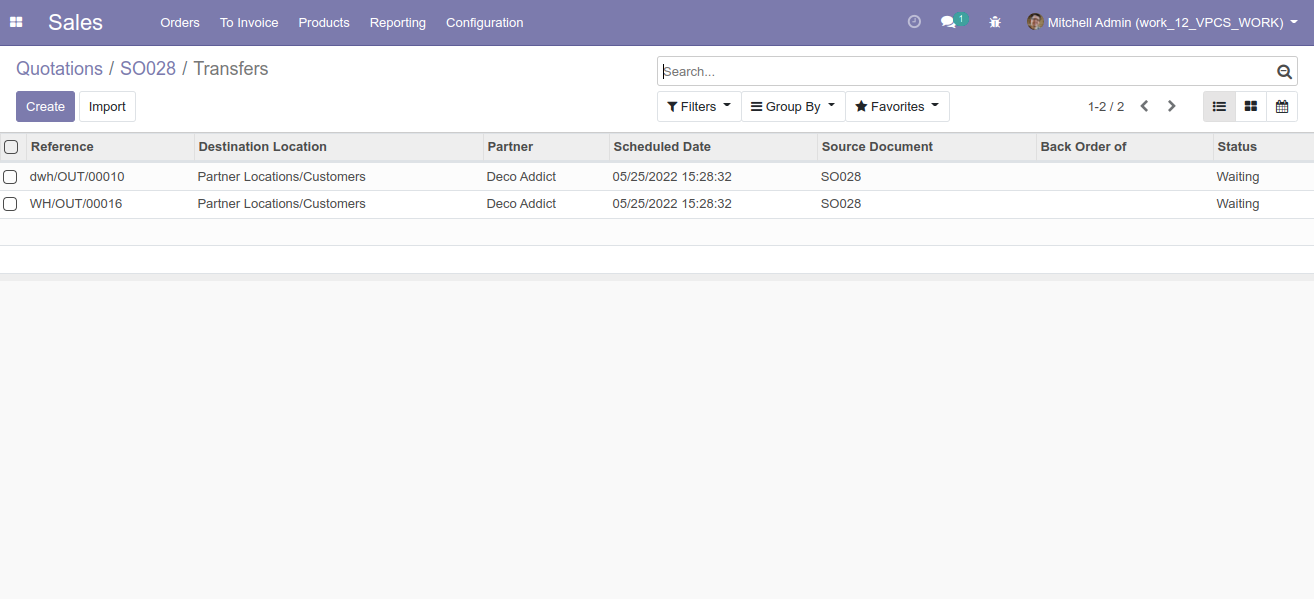 Sales Orders To Invoice Products Reporting Configuration 1 Mitchell Admin (work_12_VPCS_WORK)
Quotations / SO028 / Transfers
Search...
Create Import Filters Group By Favorites 1-2 / 2
Reference Destination Location Partner Scheduled Date Source Document Back Order of Status
dwh/OUT/00010 Partner Locations/Customers Deco Addict 05/25/2022 15:28:32 SO028 Waiting
WH/OUT/00016 Partner Locations/Customers Deco Addict 05/25/2022 15:28:32 SO028 Waiting